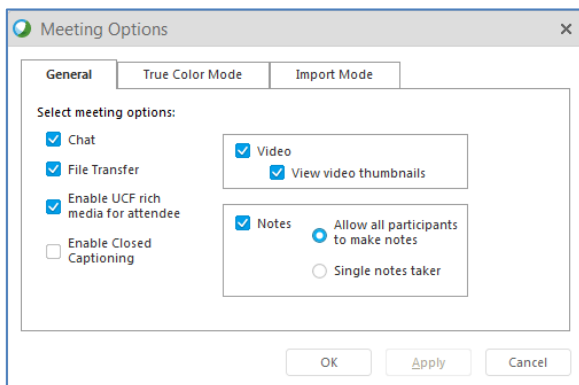 Meeting Options
General
True Color Mode
Import Mode
Select meeting options:
Chat
File Transfer
Enable UCF rich
media for attendee
Enable Closed
Captioning
Video
View video thumbnails
Notes
Allow all participants
to make notes
Single notes taker
OK
Apply
Cancel